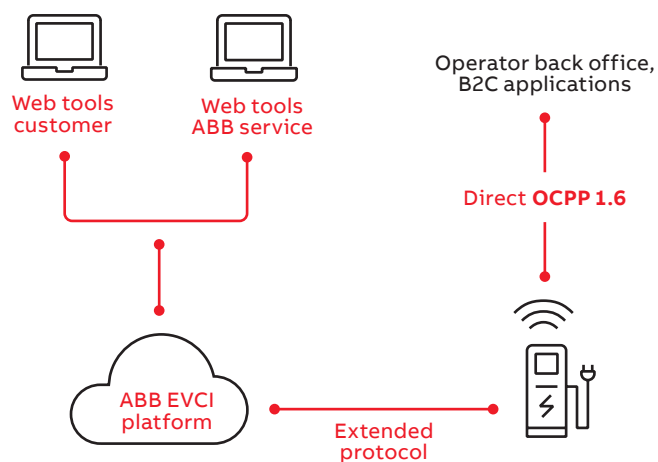 Web tools
customer
Web tools
ABB service
Operator back office,
B2C applications
Direct OCPP 1.6
ABB EVCI
platform
Extended
protocol